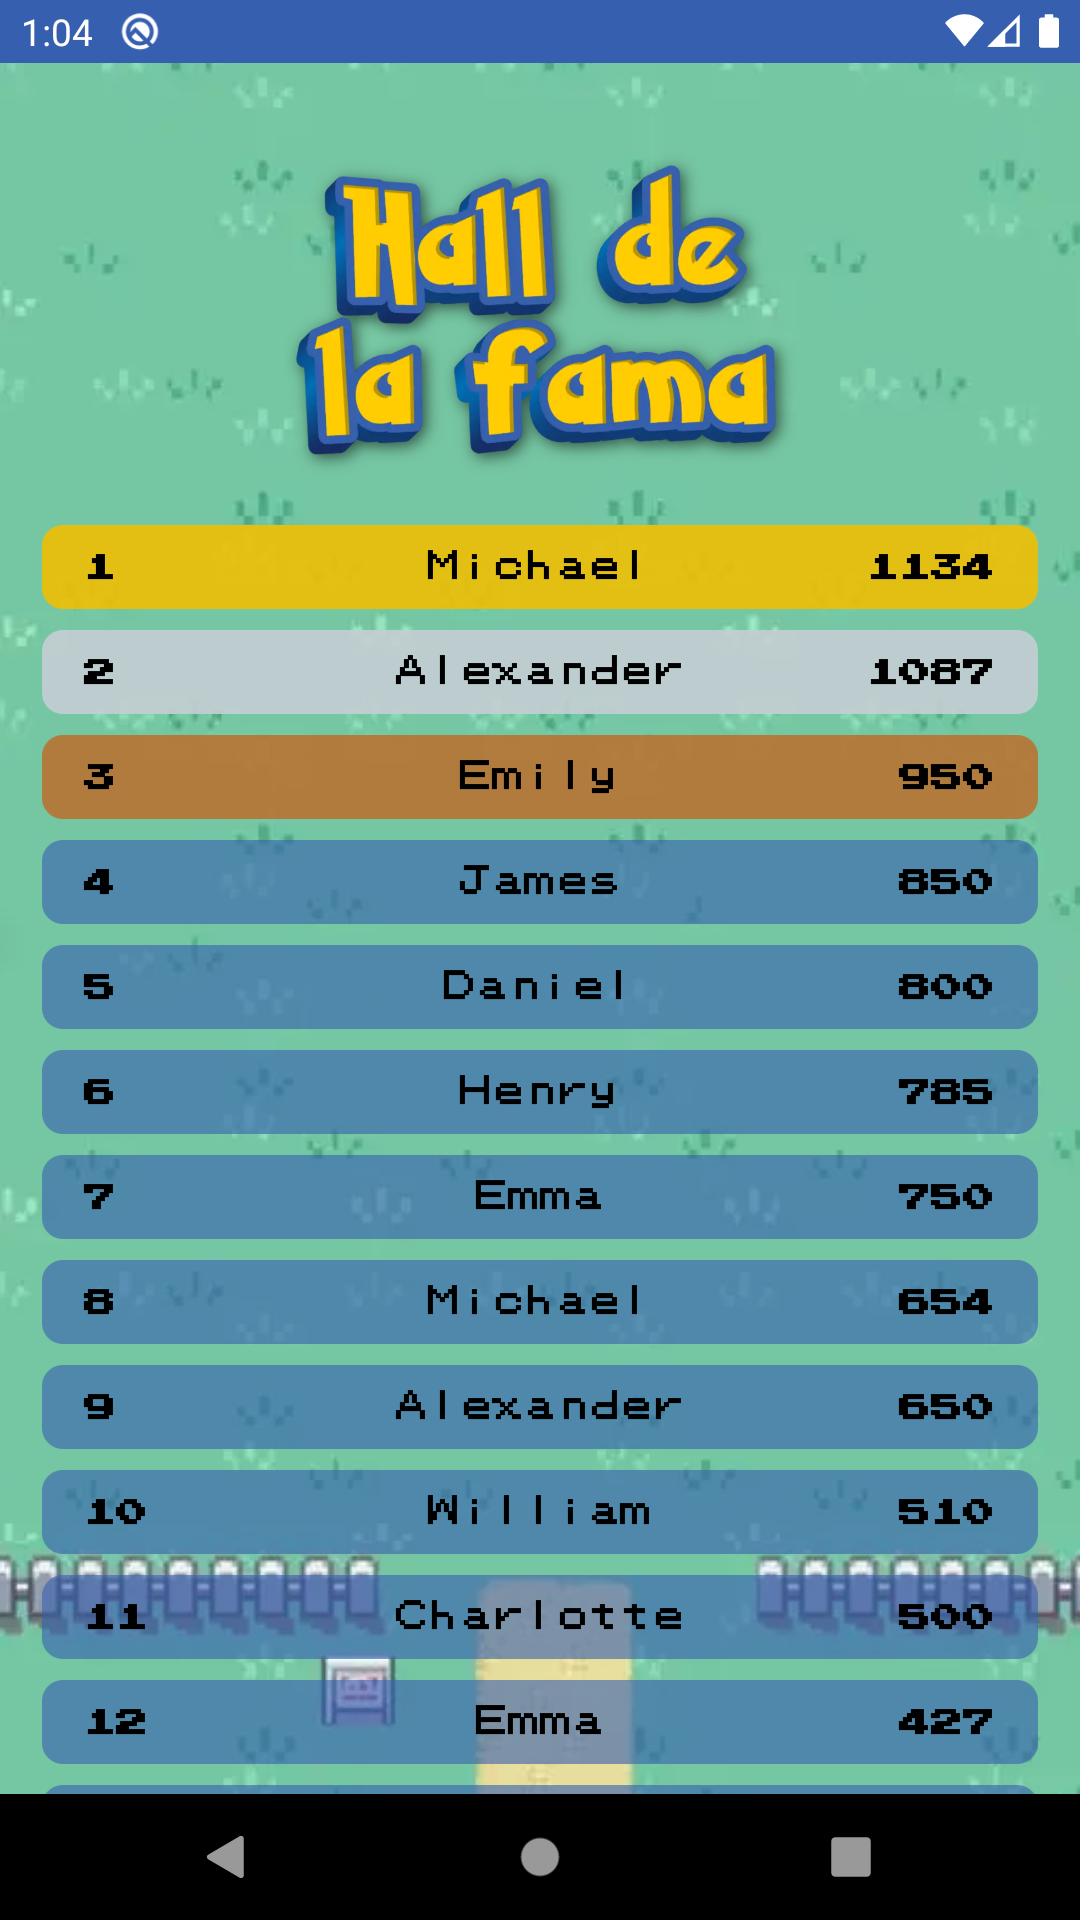 1:04
Hall de
la fama
1 Michael 1134
2 Alexander 1087
3 Emily 950
4 James 850
5 Daniel 800
6 Henry 785
7 Emma 750
8 Michael 654
9 Alexander 650
10 William 510
11 Charlotte 500
12 Emma 427